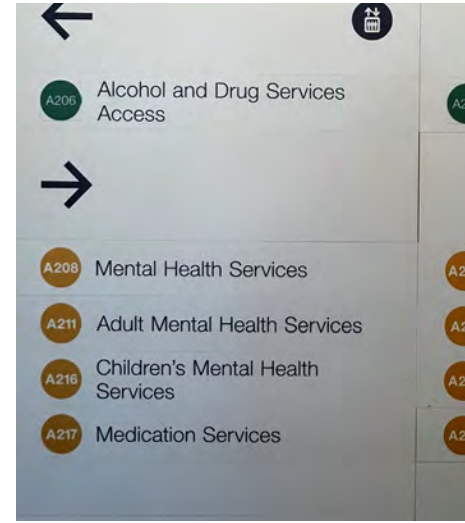 A206 Alcohol and Drug Services
Access
A208 Mental Health Services
A211 Adult Mental Health Services
A216 Children's Mental Health
Services
A217 Medication Services